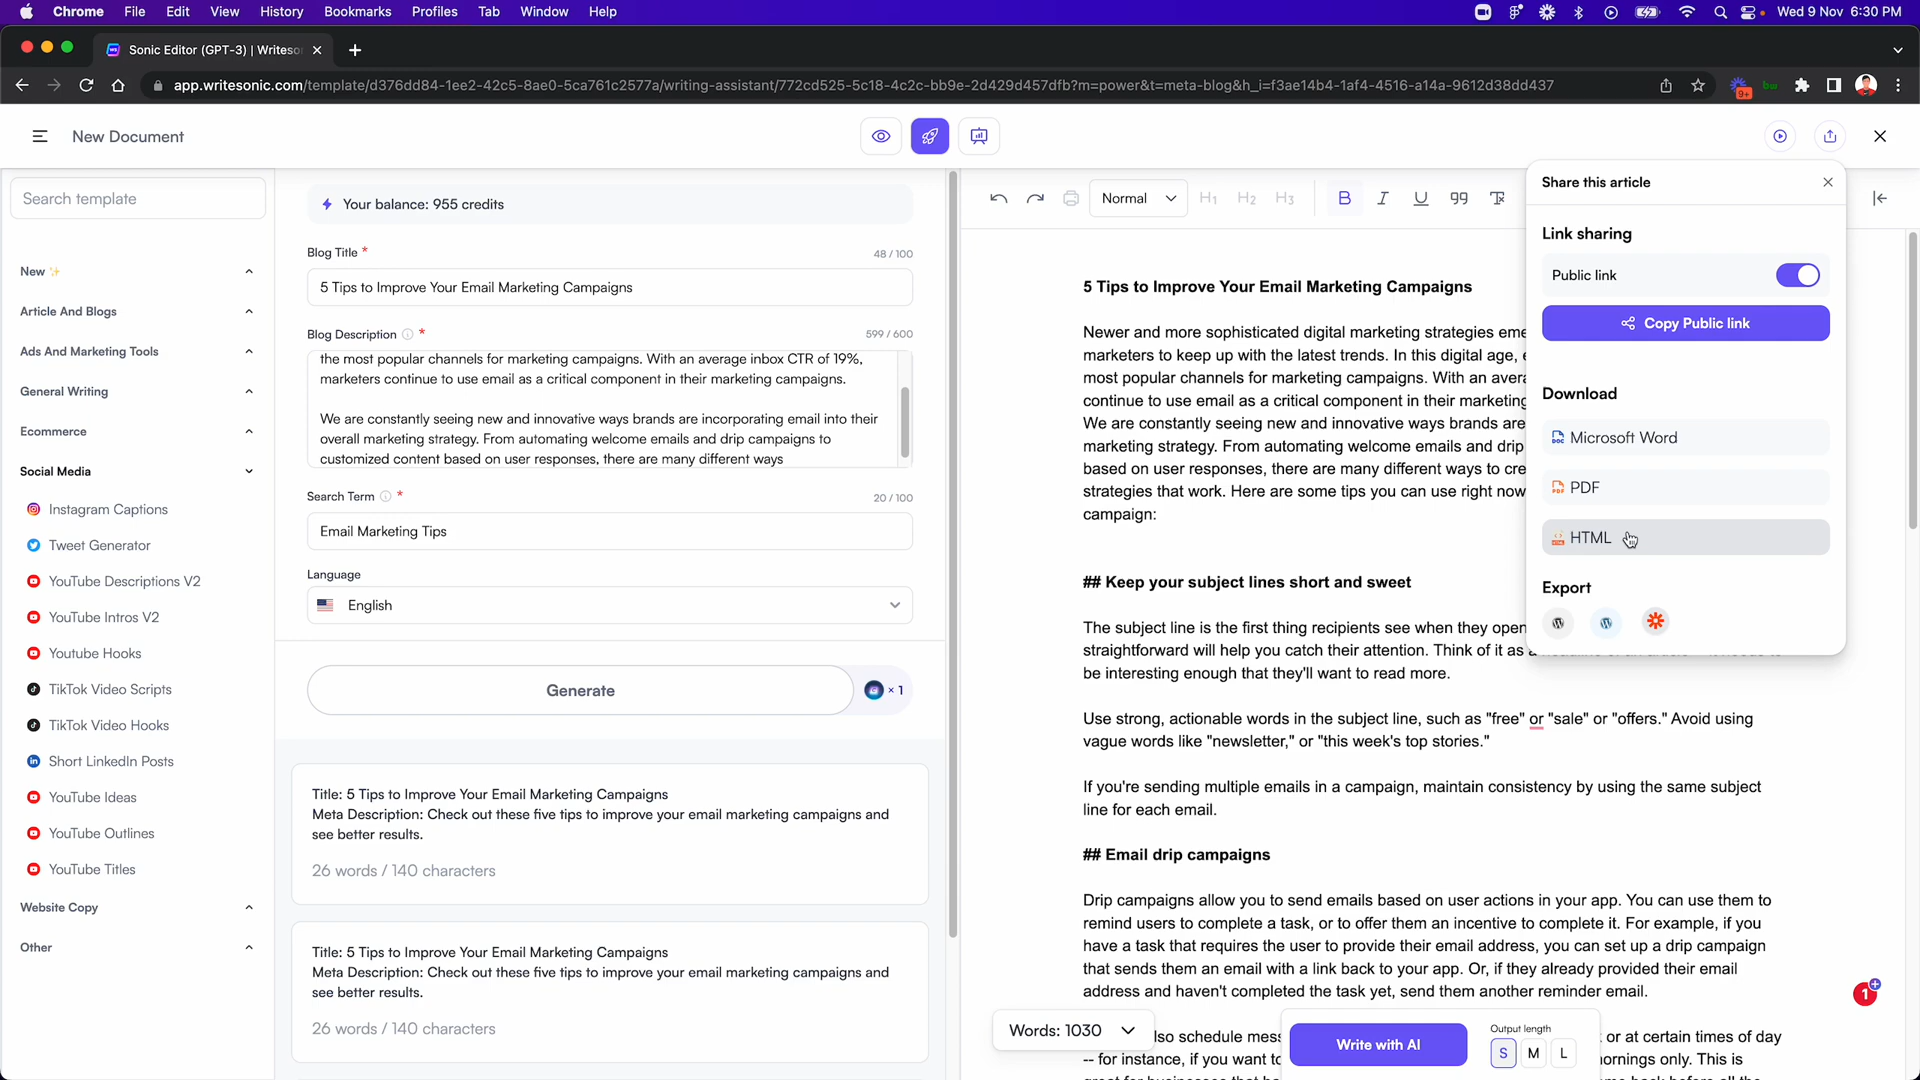 Chrome File Edit View History Bookmarks Profiles Tab Window Help
Wed 9 Nov 6:30 PM
Sonic Editor (GPT-3) | Writeso
app.writesonic.com/template/d376dd84-1ee2-42c5-8ae0-5ca761c2577a/writing-assistant/772cd525-5c18-4c2c-bb9e-2d429d457dfb?m=power&t=meta-blog&h_i=f3ae14b4-1af4-4516-a14a-9612d38dd437
9+
bw
New Document
Search template
New
Article And Blogs
Ads And Marketing Tools
General Writing
Ecommerce
Social Media
Instagram Captions
Tweet Generator
YouTube Descriptions V2
YouTube Intros V2
Youtube Hooks
TikTok Video Scripts
TikTok Video Hooks
Short LinkedIn Posts
YouTube Ideas
YouTube Outlines
YouTube Titles
Website Copy
Other
Your balance: 955 credits
Blog Title *
48 / 100
5 Tips to Improve Your Email Marketing Campaigns
Blog Description *
599 / 600
the most popular channels for marketing campaigns. With an average inbox CTR of 19%,
marketers continue to use email as a critical component in their marketing campaigns.
We are constantly seeing new and innovative ways brands are incorporating email into their
overall marketing strategy. From automating welcome emails and drip campaigns to
customized content based on user responses, there are many different ways
Search Term *
20 / 100
Email Marketing Tips
Language
English
Generate
× 1
Title: 5 Tips to Improve Your Email Marketing Campaigns
Meta Description: Check out these five tips to improve your email marketing campaigns and
see better results.
26 words / 140 characters
Title: 5 Tips to Improve Your Email Marketing Campaigns
Meta Description: Check out these five tips to improve your email marketing campaigns and
see better results.
26 words / 140 characters
Normal H1 H2 H3 B I U
5 Tips to Improve Your Email Marketing Campaigns
Newer and more sophisticated digital marketing strategies eme
marketers to keep up with the latest trends. In this digital age, e
most popular channels for marketing campaigns. With an avera
continue to use email as a critical component in their marketing
We are constantly seeing new and innovative ways brands are
marketing strategy. From automating welcome emails and drip
based on user responses, there are many different ways to cre
strategies that work. Here are some tips you can use right now
campaign:
## Keep your subject lines short and sweet
The subject line is the first thing recipients see when they open
straightforward will help you catch their attention. Think of it as
be interesting enough that they'll want to read more.
Use strong, actionable words in the subject line, such as "free" or "sale" or "offers." Avoid using
vague words like "newsletter," or "this week's top stories."
If you're sending multiple emails in a campaign, maintain consistency by using the same subject
line for each email.
## Email drip campaigns
Drip campaigns allow you to send emails based on user actions in your app. You can use them to
remind users to complete a task, or to offer them an incentive to complete it. For example, if you
have a task that requires the user to provide their email address, you can set up a drip campaign
that sends them an email with a link back to your app. Or, if they already provided their email
address and haven't completed the task yet, send them another reminder email.
lso schedule mess or at certain times of day
-- for instance, if you want to ornings only. This is
Words: 1030
Write with AI
Output length
S M L
Share this article
Link sharing
Public link
Copy Public link
Download
Microsoft Word
PDF
HTML
Export
1